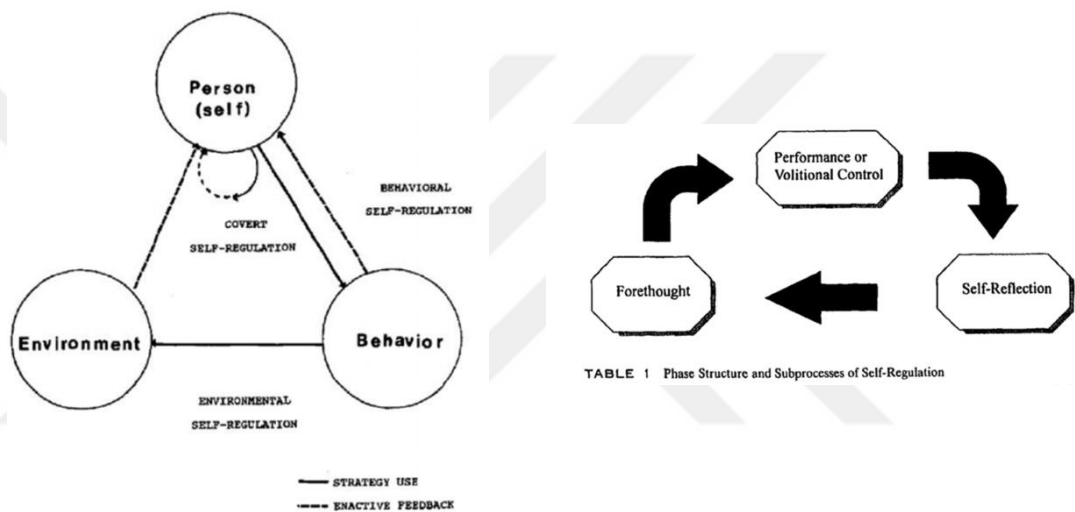 Person
(self)
BEHAVIORAL
SELF-REGULATION
COVERT
SELF-REGULATION
Environment
Behavior
ENVIRONMENTAL
SELF-REGULATION
STRATEGY USE
ENACTIVE FEEDBACK
Performance or
Volitional Control
Forethought
Self-Reflection
TABLE 1 Phase Structure and Subprocesses of Self-Regulation